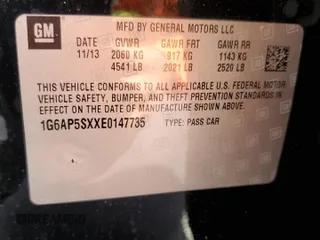 MFD BY GENERAL MOTORS LLC
GM
DATE GVWR GAWR FRT GAWR RR
11/13 2060 KG 917 KG 1143 KG
4541 LB 2021 LB 2520 LB
THIS VEHICLE CONFORMS TO ALL APPLICABLE U.S. FEDERAL MOTOR
VEHICLE SAFETY, BUMPER, AND THEFT PREVENTION STANDARDS IN
EFFECT ON THE DATE OF MANUFACTURE SHOWN ABOVE.
1G6AP5SXXE0147735 TYPE: PASS CAR